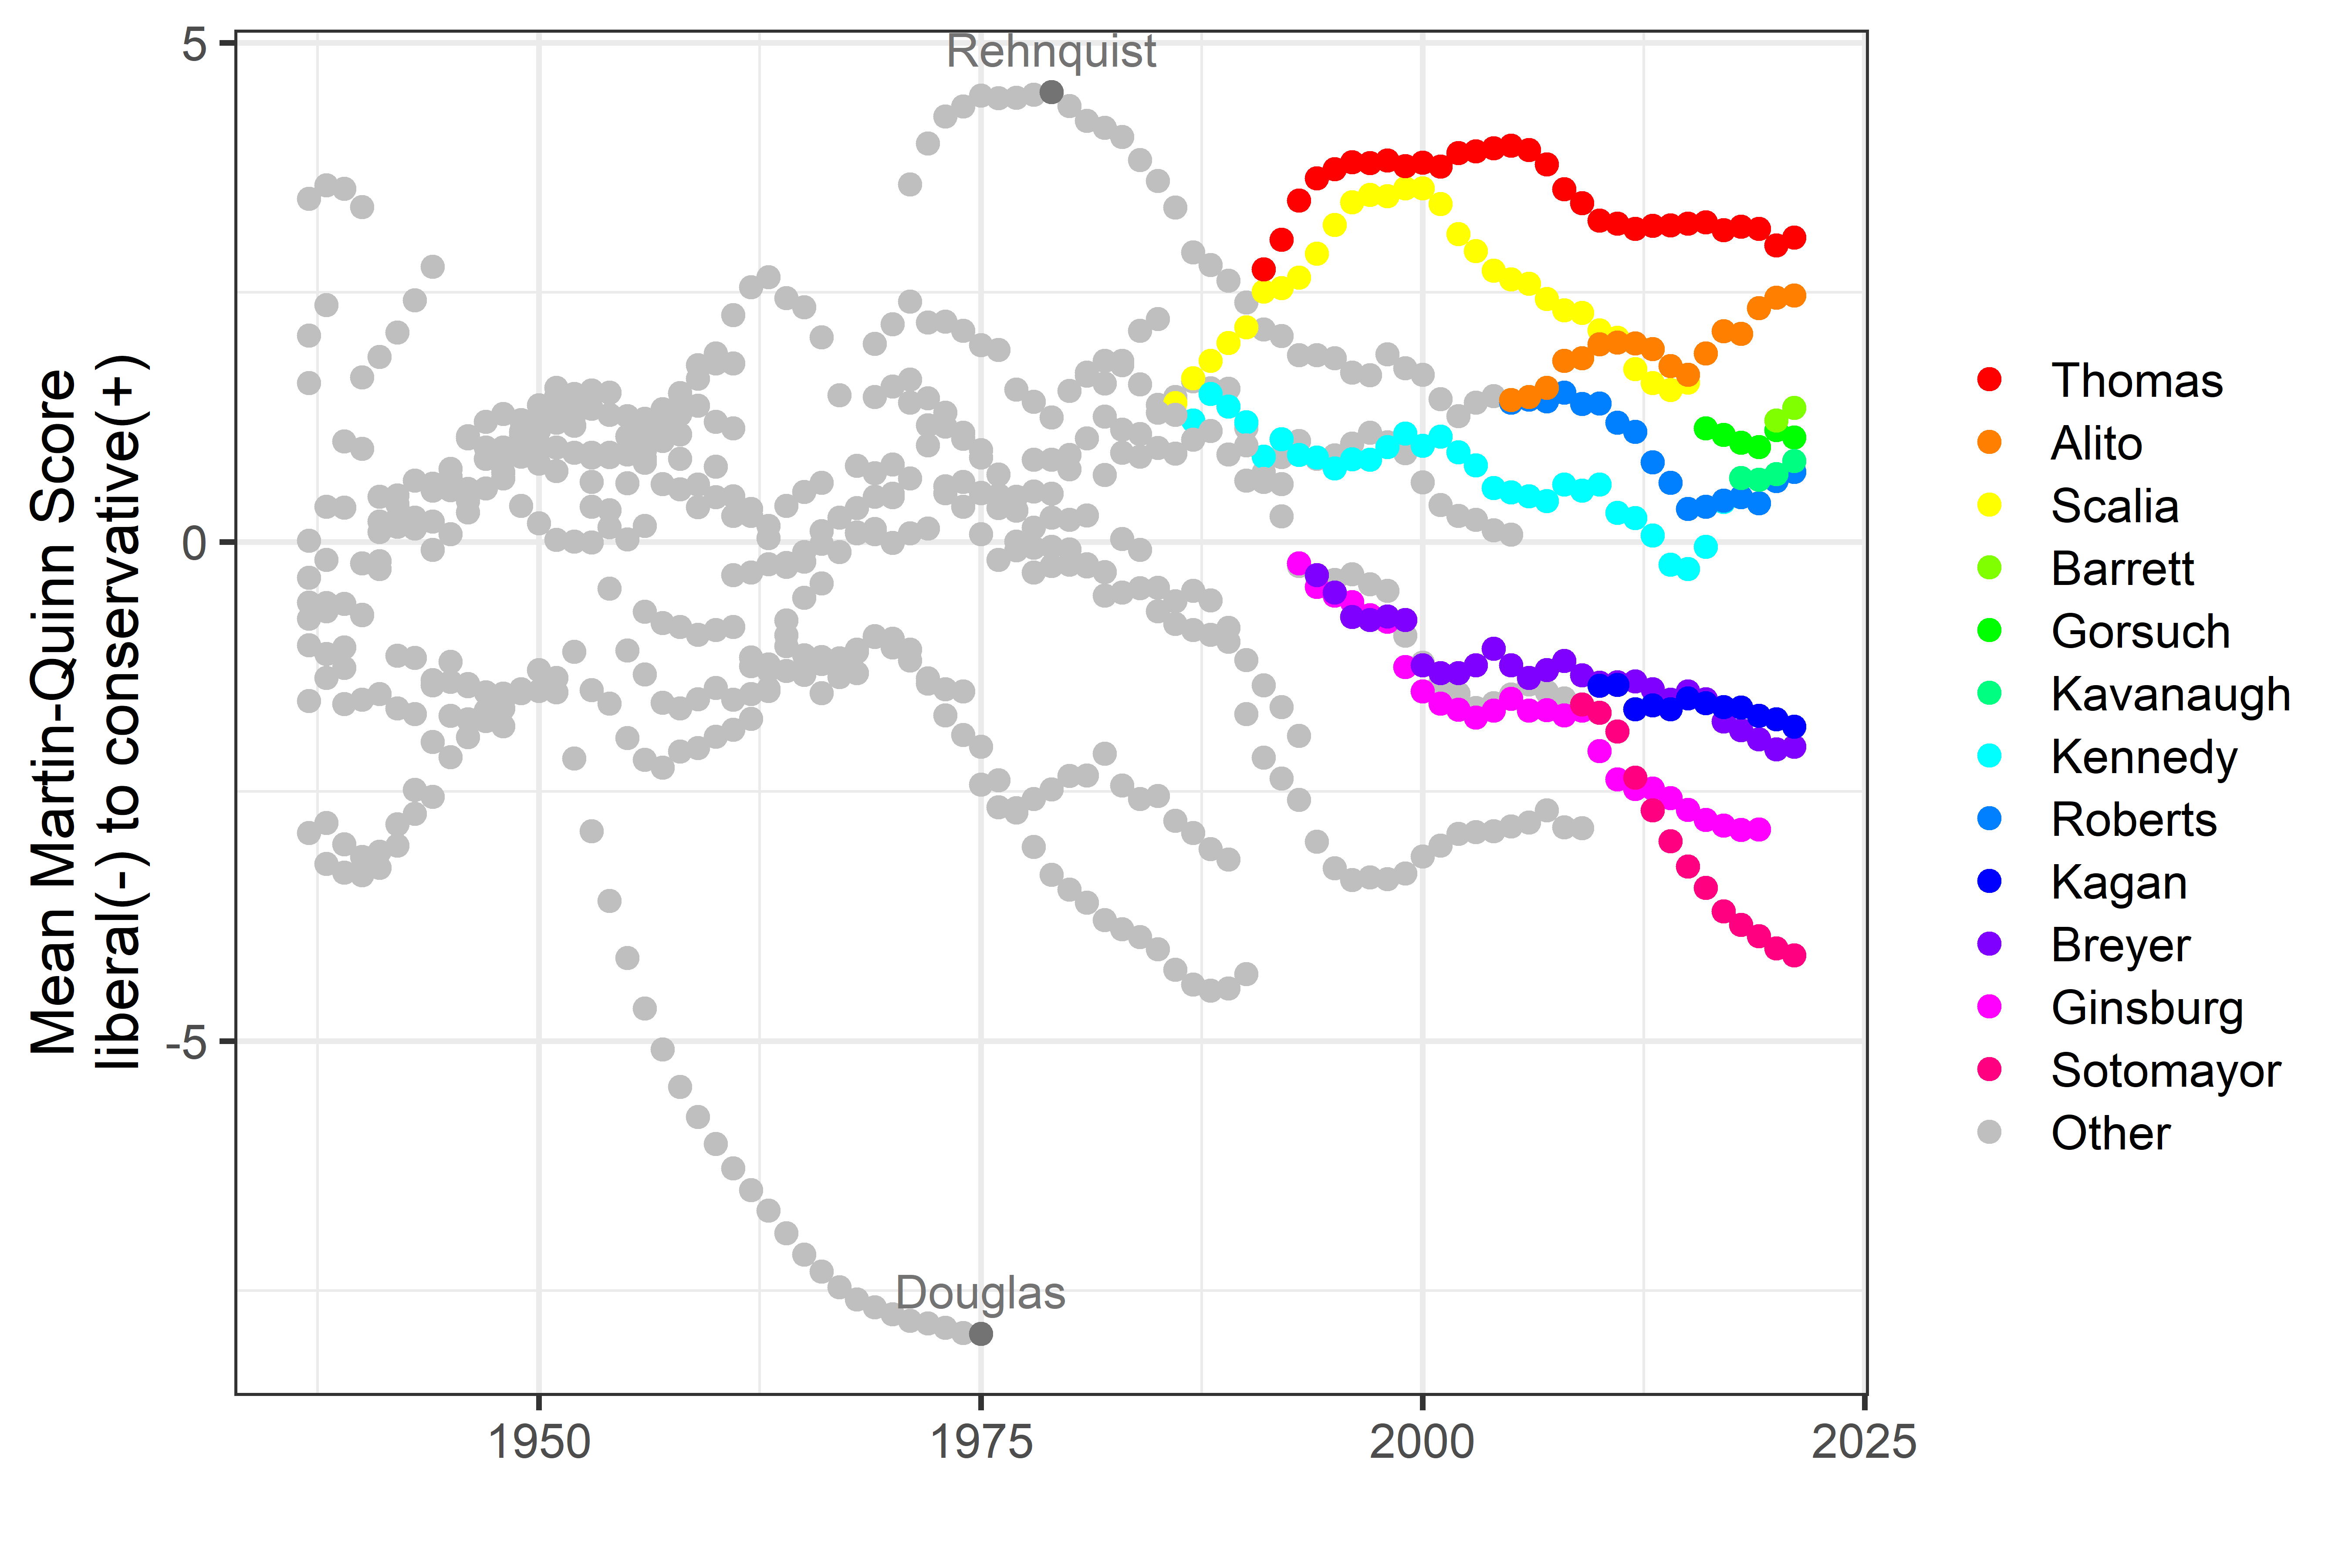 Mean Martin-Quinn Score
liberal(-) to conservative(+)
5
0
-5
Rehnquist
Douglas
1950
1975
2000
2025
Thomas
Alito
Scalia
Barrett
Gorsuch
Kavanaugh
Kennedy
Roberts
Kagan
Breyer
Ginsburg
Sotomayor
Other